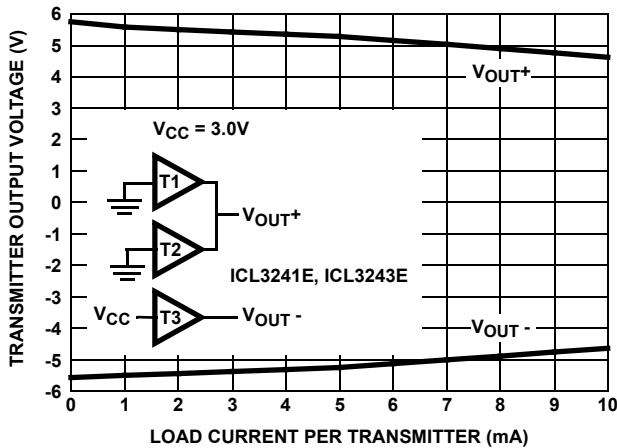 TRANSMITTER OUTPUT VOLTAGE (V)
6
5
4
3
2
1
0
-1
-2
-3
-4
-5
-6
VOUT+
VCC = 3.0V
T1
VOUT+
T2
ICL3241E, ICL3243E
VCC
T3
VOUT -
VOUT -
0 1 2 3 4 5 6 7 8 9 10
LOAD CURRENT PER TRANSMITTER (mA)